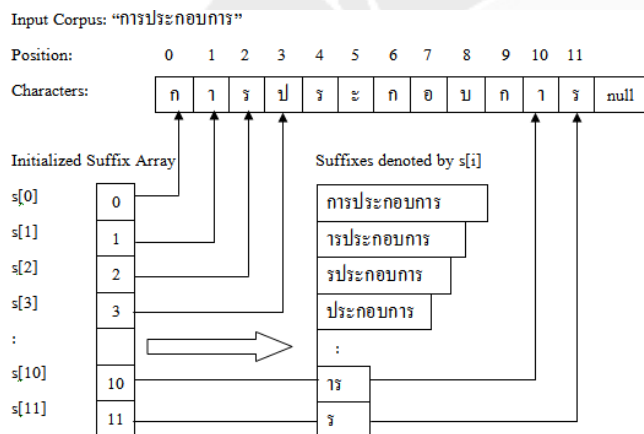 Input Corpus: “การประกอบการ”
Position: 0 1 2 3 4 5 6 7 8 9 10 11
Characters: ก า ร ป ร ะ ก อ บ ก า ร null
Initialized Suffix Array Suffixes denoted by s[i]
s[0] 0 การประกอบการ
s[1] 1 ารประกอบการ
s[2] 2 รประกอบการ
s[3] 3 ประกอบการ
: :
s[10] 10 าร
s[11] 11 ร